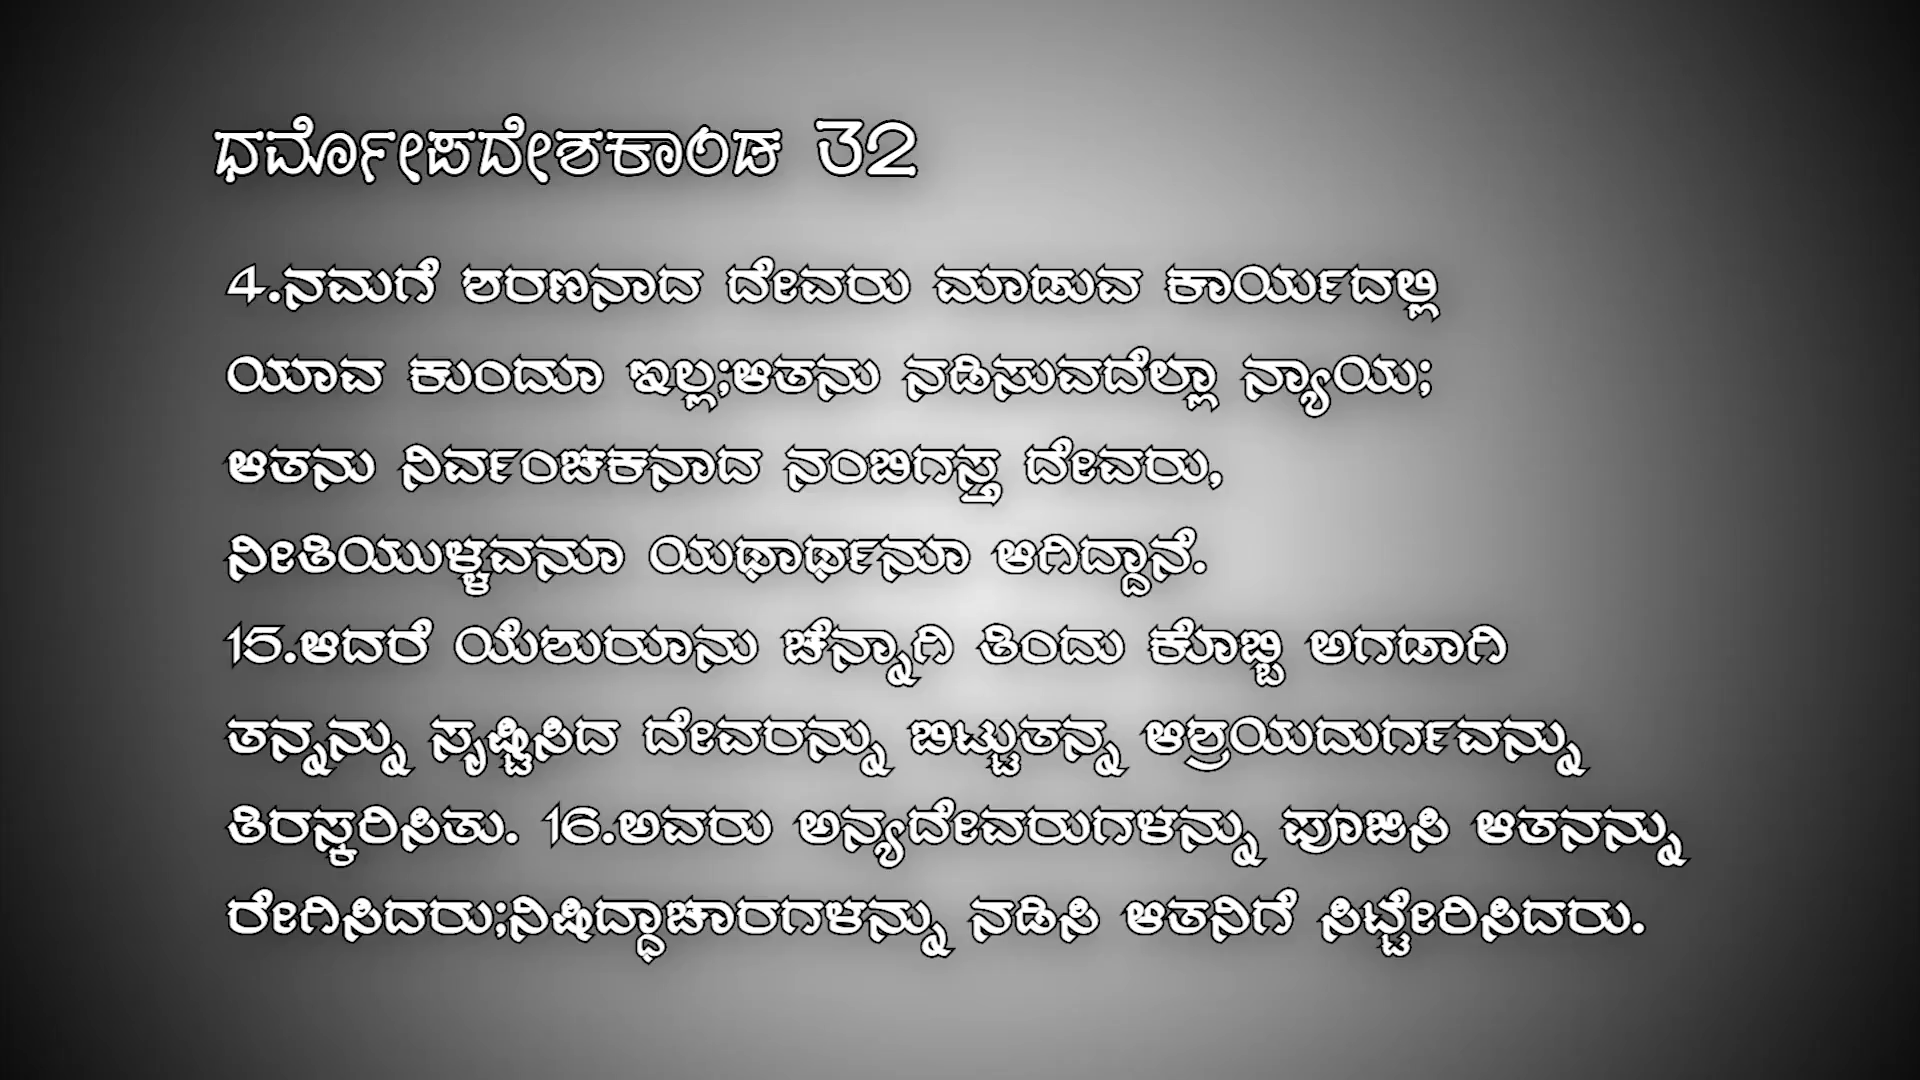 ಧರ್ಮೋಪದೇಶಕಾಂಡ 32
4.ನಮಗೆ ಶರಣನಾದ ದೇವರು ಮಾಡುವ ಕಾರ್ಯದಲ್ಲಿ
ಯಾವ ಕುಂದೂ ಇಲ್ಲ;ಆತನು ನಡಿಸುವದೆಲ್ಲಾ ನ್ಯಾಯ;
ಆತನು ನಿರ್ವಂಚಕನಾದ ನಂಬಿಗಸ್ತ ದೇವರು,
ನೀತಿಯುಳ್ಳವನೂ ಯಥಾರ್ಥನೂ ಆಗಿದ್ದಾನೆ.
15.ಆದರೆ ಯೆಶುರೂನು ಚೆನ್ನಾಗಿ ತಿಂದು ಕೊಬ್ಬಿ ಅಗಡಾಗಿ
ತನ್ನನ್ನು ಸೃಷ್ಟಿಸಿದ ದೇವರನ್ನು ಬಿಟ್ಟುತನ್ನ ಆಶ್ರಯದುರ್ಗವನ್ನು
ತಿರಸ್ಕರಿಸಿತು. 16.ಅವರು ಅನ್ಯದೇವರುಗಳನ್ನು ಪೂಜಿಸಿ ಆತನನ್ನು
ರೇಗಿಸಿದರು;ನಿಷಿದ್ಧಾಚಾರಗಳನ್ನು ನಡಿಸಿ ಆತನಿಗೆ ಸಿಟ್ಟೇರಿಸಿದರು.